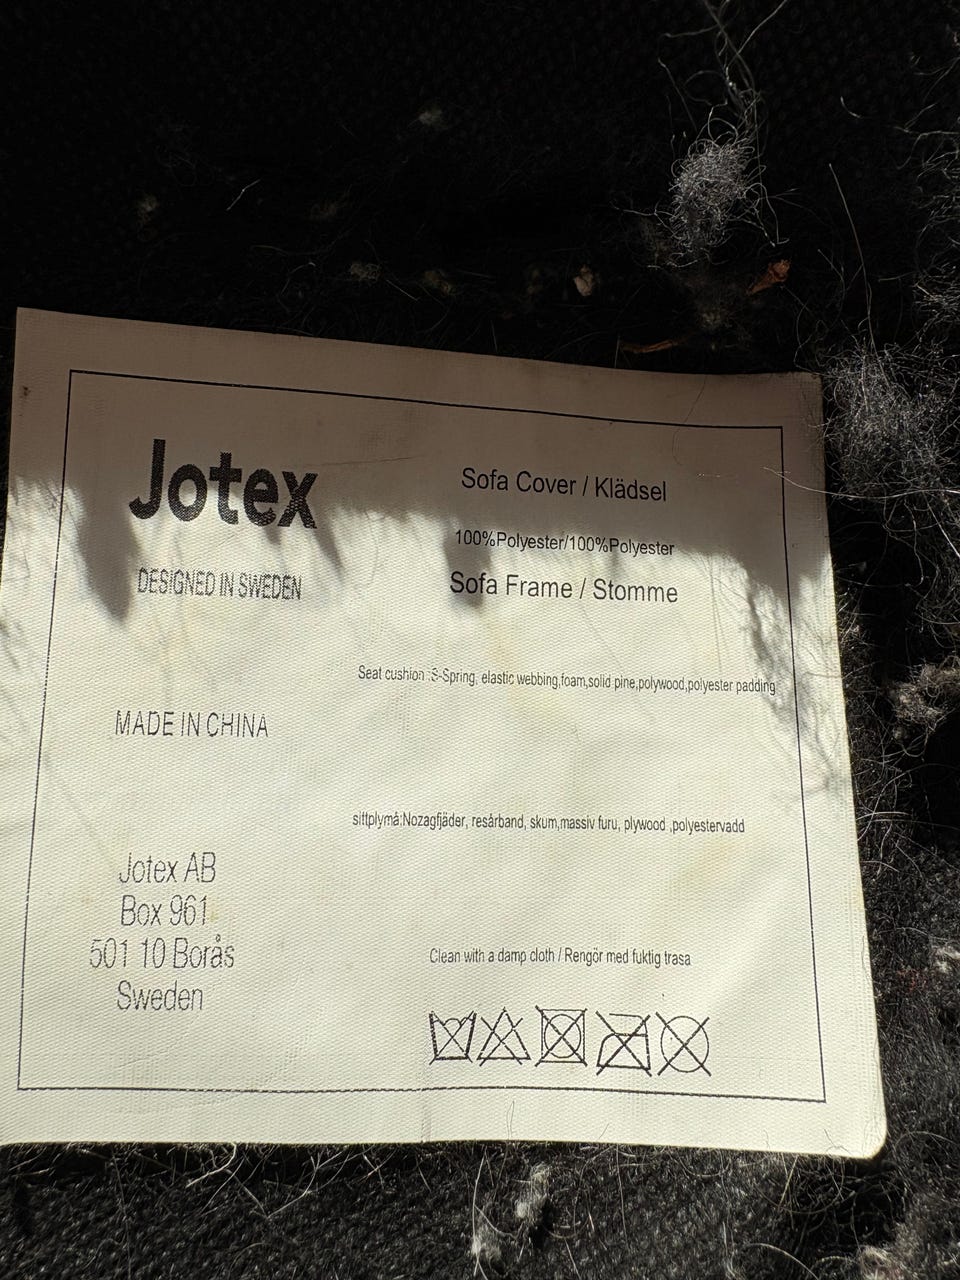 Jotex
DESIGNED IN SWEDEN
MADE IN CHINA
Jotex AB
Box 961
501 10 Borås
Sweden
Sofa Cover / Klädsel
100%Polyester/100%Polyester
Sofa Frame / Stomme
Seat cushion :S-Spring, elastic webbing,foam,solid pine,polywood,polyester padding
sittplymå:Nozagfjäder, resårband, skum,massiv furu, plywood ,polyestervadd
Clean with a damp cloth / Rengör med fuktig trasa